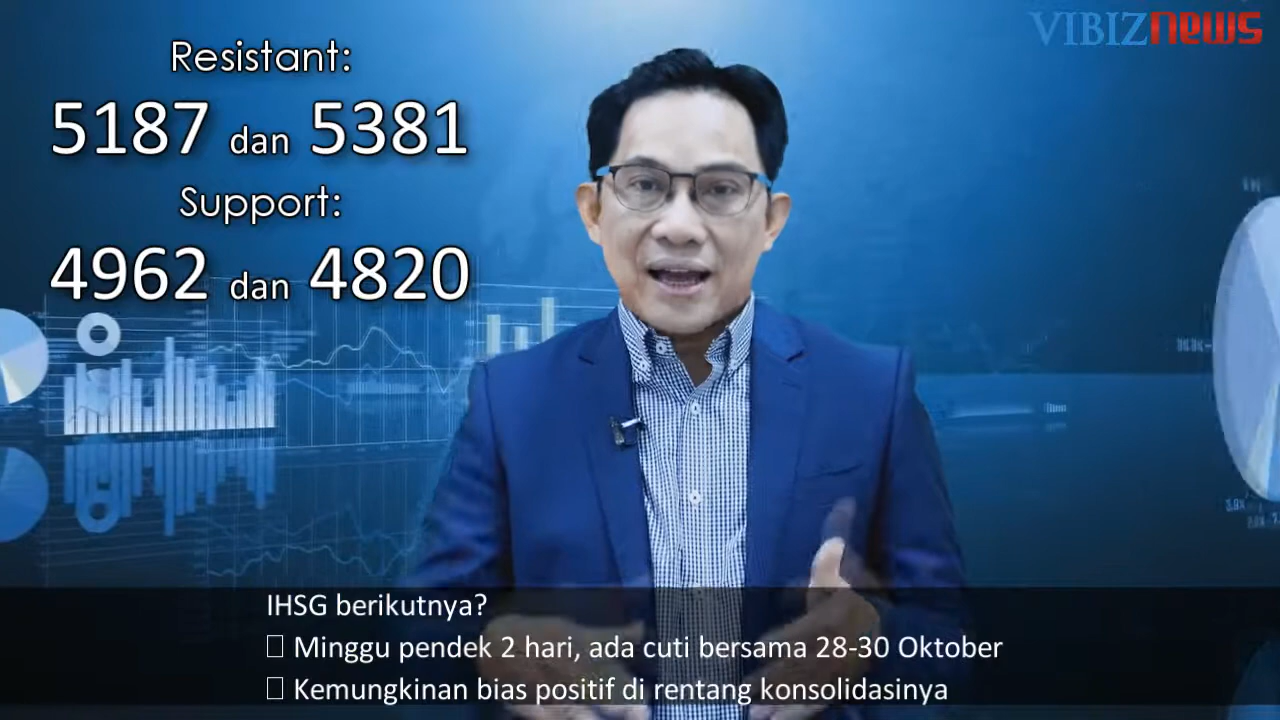 VIBIZnews
Resistant:
5187 dan 5381
Support:
4962 dan 4820
IHSG berikutnya?
Minggu pendek 2 hari, ada cuti bersama 28-30 Oktober
Kemungkinan bias positif di rentang konsolidasinya